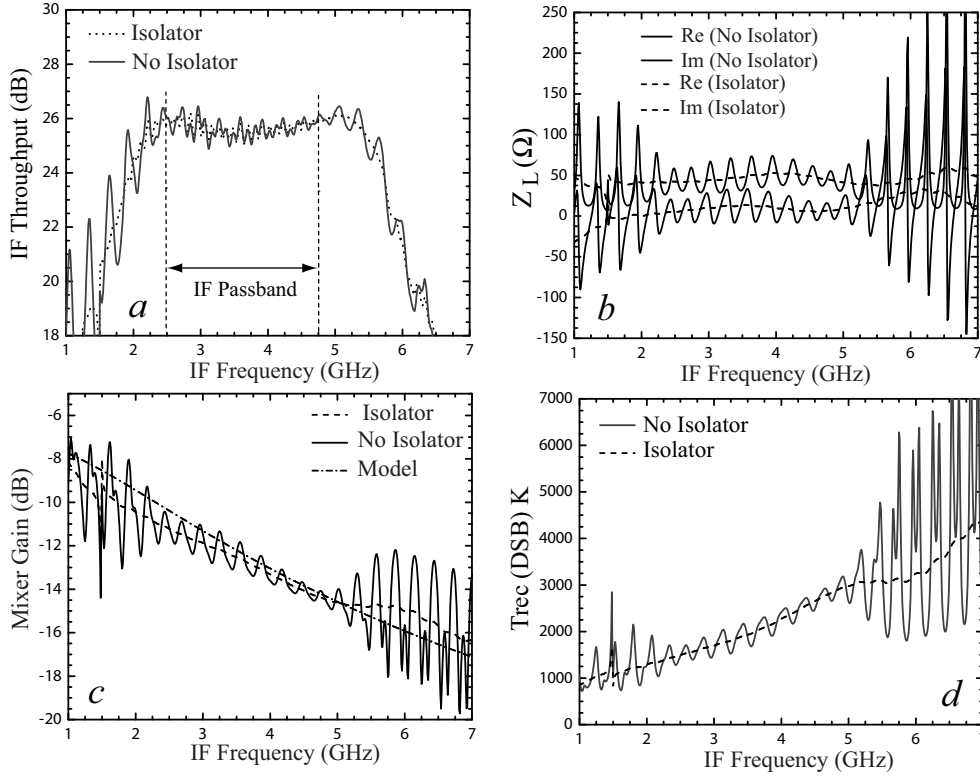 IF Throughput (dB)
28
26
24
22
20
18
Isolator
No Isolator
IF Passband
a
1 2 3 4 5 6 7
IF Frequency (GHz)
Z L (Ω)
250
200
150
100
50
0
-50
-100
-150
Re (No Isolator)
Im (No Isolator)
Re (Isolator)
Im (Isolator)
b
1 2 3 4 5 6 7
IF Frequency (GHz)
Mixer Gain (dB)
-6
-8
-10
-12
-14
-16
-18
-20
Isolator
No Isolator
Model
c
1 2 3 4 5 6 7
IF Frequency (GHz)
Trec (DSB) K
7000
6000
5000
4000
3000
2000
1000
0
No Isolator
Isolator
d
1 2 3 4 5 6 7
IF Frequency (GHz)